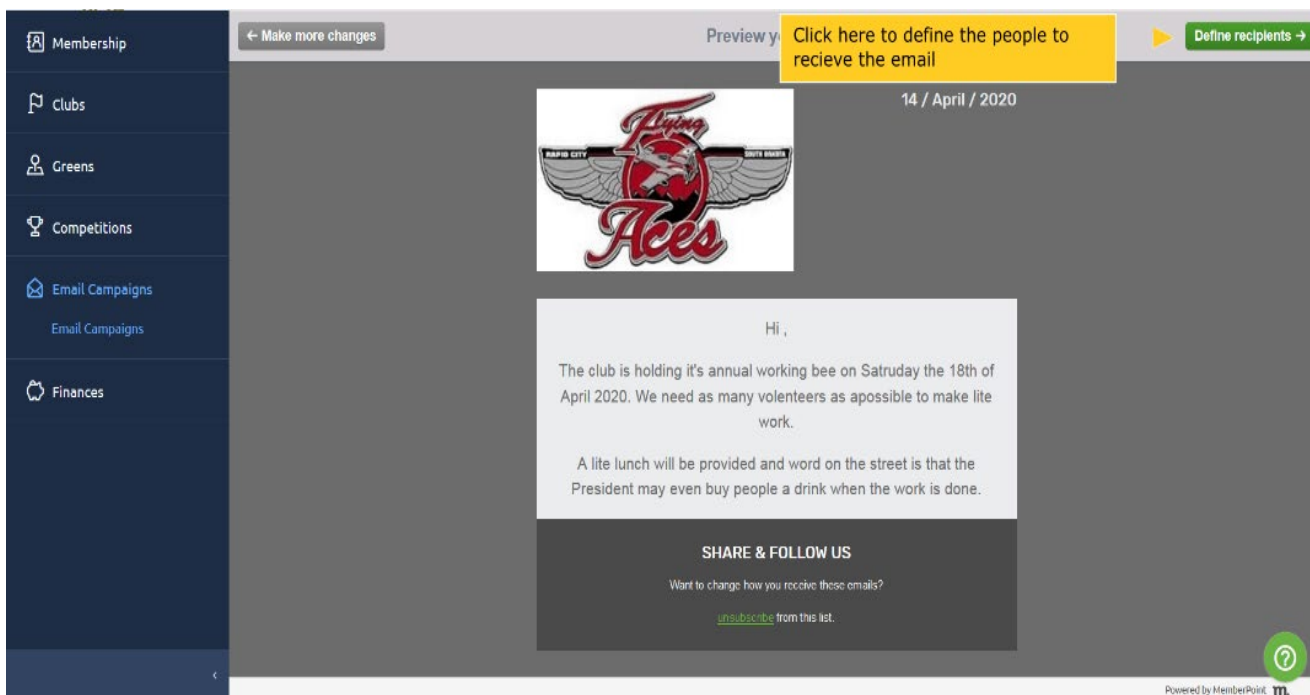 Membership
Clubs
Greens
Competitions
Email Campaigns
Email Campaigns
Finances
← Make more changes
Preview y
Click here to define the people to
recieve the email
Define recipients →
14 / April / 2020
Flying
RAPID CITY
SOUTH DAKOTA
Aces
Hi ,
The club is holding it's annual working bee on Satruday the 18th of
April 2020. We need as many volenteers as apossible to make lite
work.
A lite lunch will be provided and word on the street is that the
President may even buy people a drink when the work is done.
SHARE & FOLLOW US
Want to change how you receive these emails?
unsubscribe from this list.
Powered by MemberPoint m.